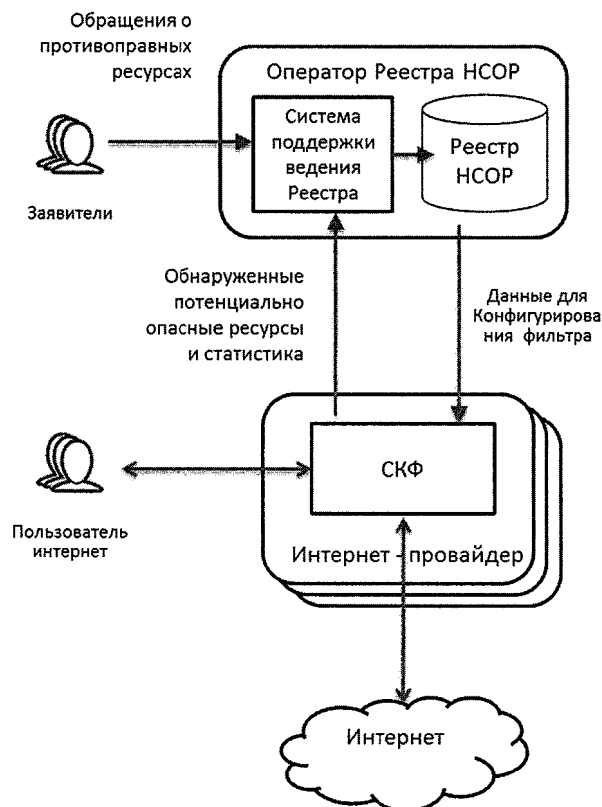 Обращения о
противоправных
ресурсах
Оператор Реестра НСОР
Система
поддержки
ведения
Реестра
Реестр
НСОР
Заявители
Обнаруженные
потенциально
опасные ресурсы
и статистика
Данные для
Конфигурирова
ния фильтра
СКФ
Пользователь
интернет
Интернет - провайдер
Интернет